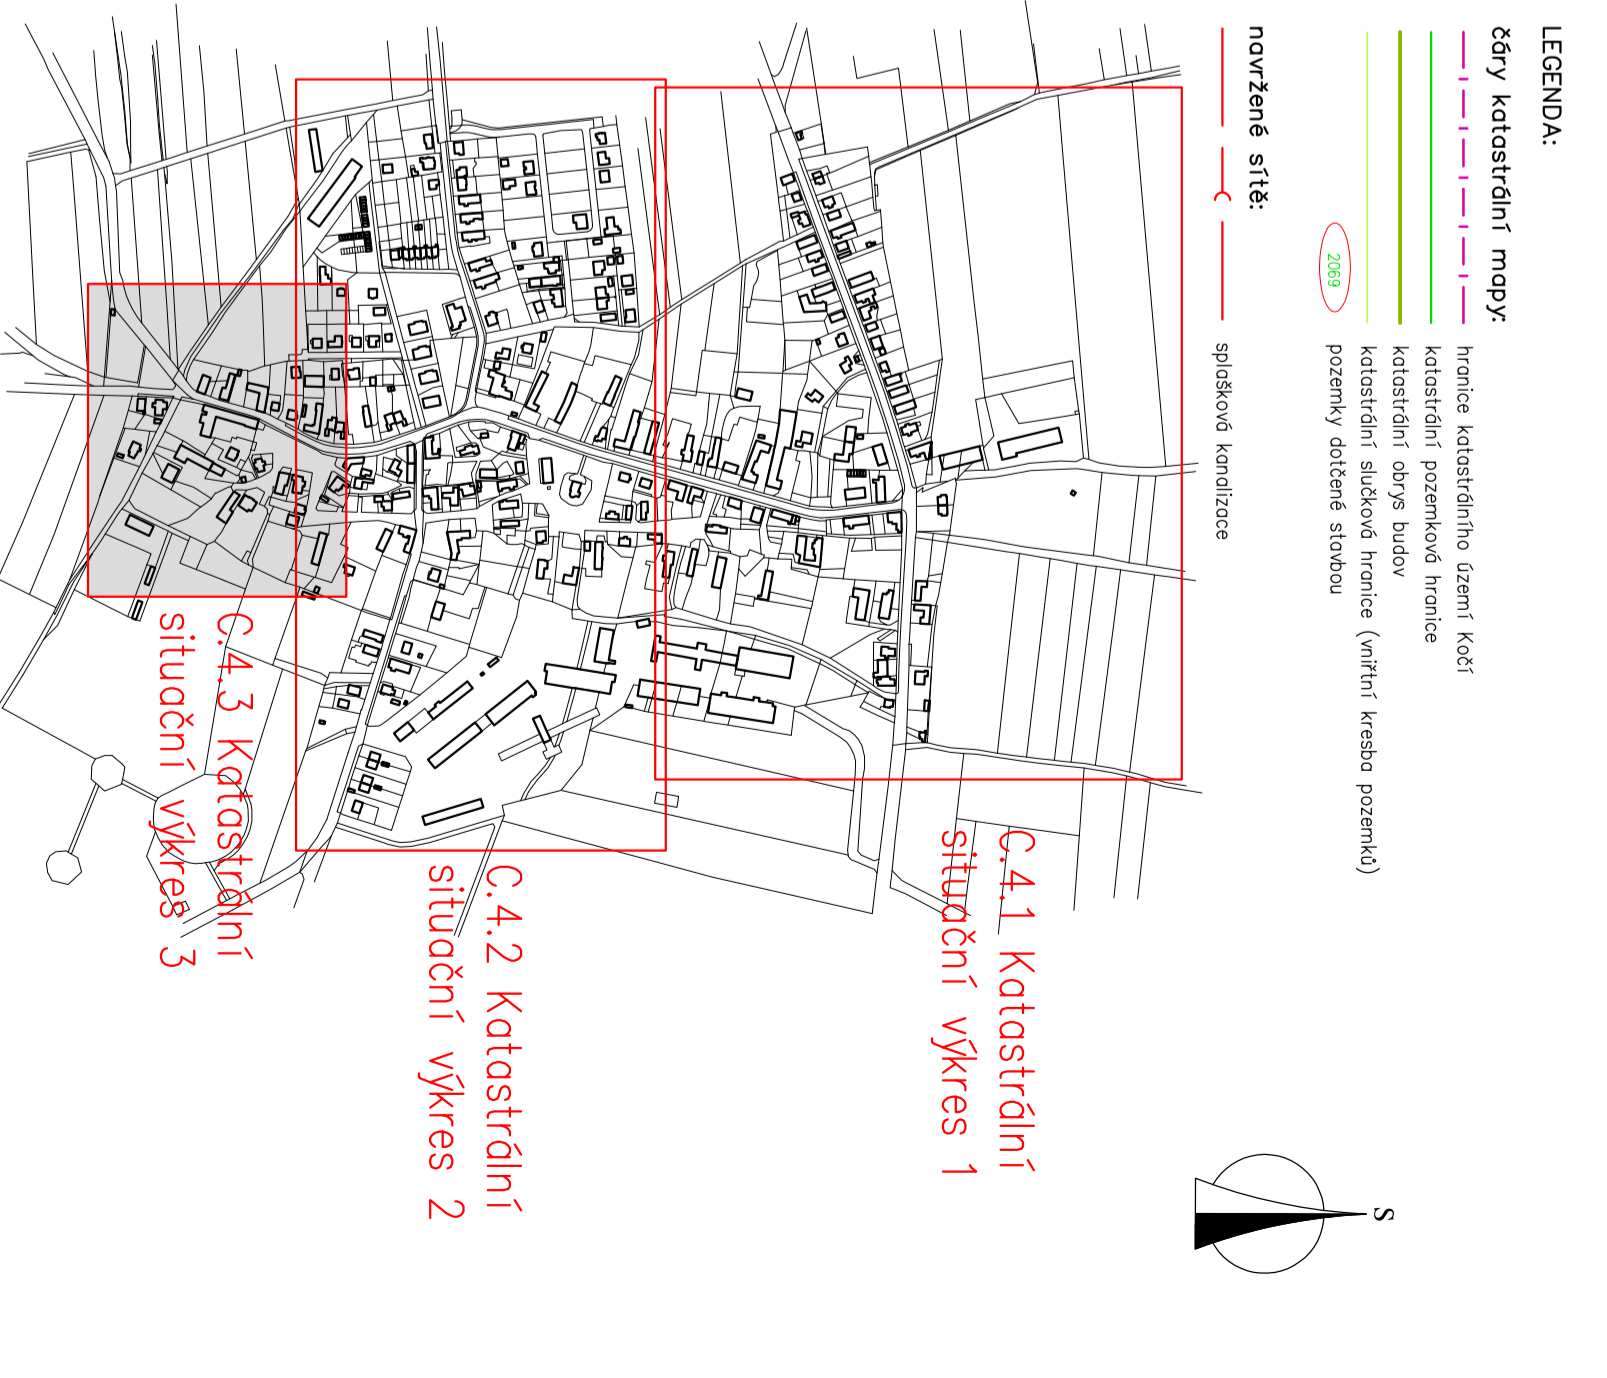 LEGENDA:
čáry katastrální mapy:
hranice katastrálního území Kočí
katastrální pozemková hranice
katastrální obrys budov
katastrální slučková hranice (vnířtní kresba pozemků)
2069
pozemky dotčené stavbou
navržené sítě:
splašková kanalizace
C.4.1 Katastrální
situační výkres 1
C.4.2 Katastrální
situační výkres 2
C.4.3 Katastrální
situační výkres 3
S